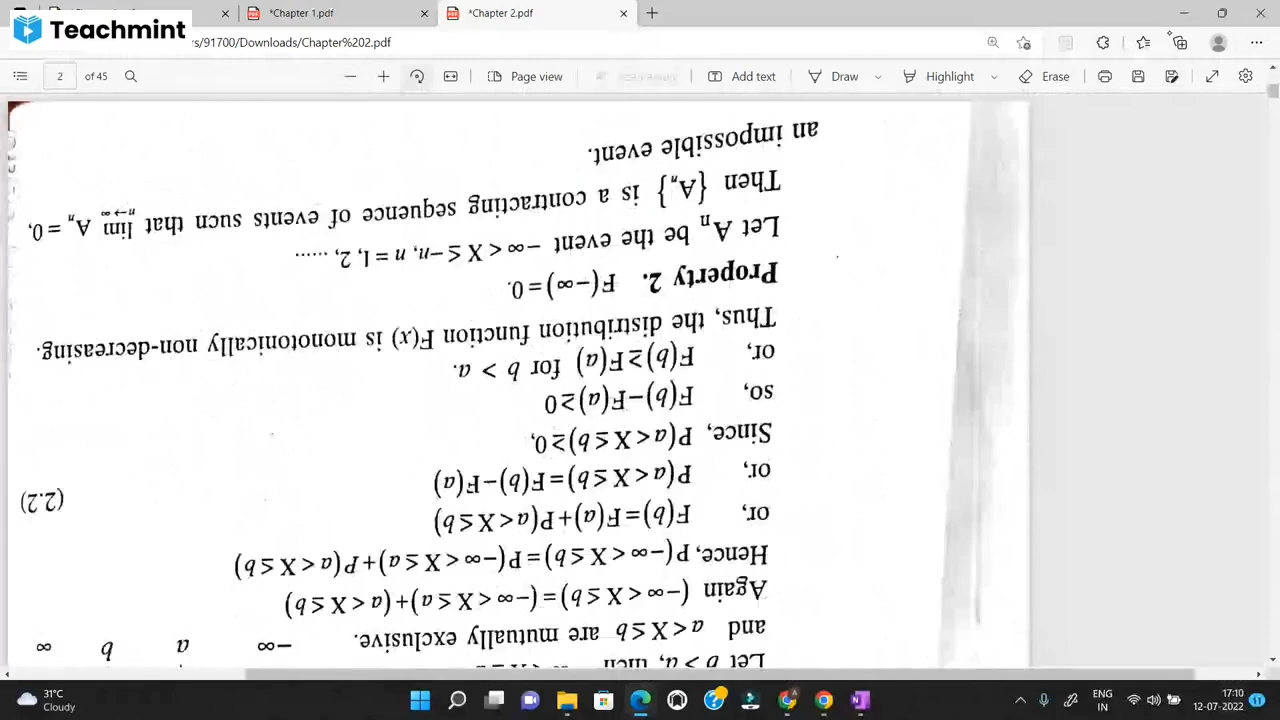 *Chapter 1.pdf
*Chapter 2.pdf
Teachmint
s/91700/Downloads/Chapter%202.pdf
2 of 45
Page view
Add text
Draw
Highlight
Erase
and a < X ≤ b are mutually exclusive. −∞ a b ∞
Again (−∞ < X ≤ b) = (−∞ < X ≤ a) + (a < X ≤ b)
Hence, P(−∞ < X ≤ b) = P(−∞ < X ≤ a) + P(a < X ≤ b)
or, F(b) = F(a) + P(a < X ≤ b)
or, P(a < X ≤ b) = F(b) − F(a) (2.2)
Since, P(a < X ≤ b) ≥ 0,
so, F(b) − F(a) ≥ 0
or, F(b) ≥ F(a) for b > a.
Thus, the distribution function F(x) is monotonically non-decreasing.
Property 2. F(−∞) = 0.
Let Aₙ be the event −∞ < X ≤ −n, n = 1, 2, ......
Then {Aₙ} is a contracting sequence of events such that lim n→∞ Aₙ = 0,
an impossible event.
31°C
Cloudy
ENG
IN
17:10
12-07-2022